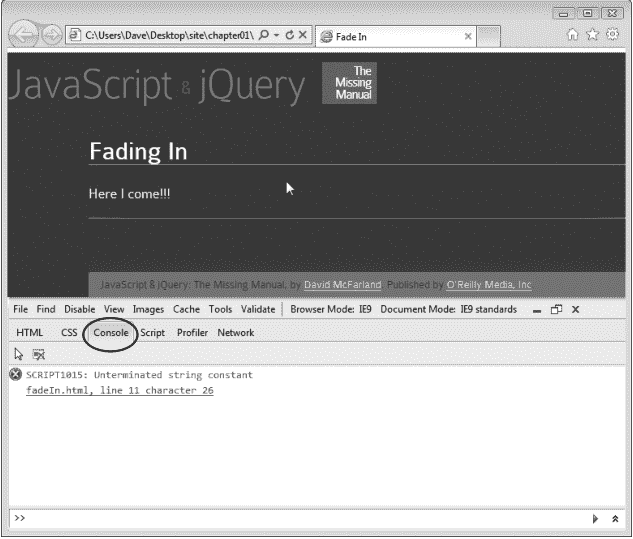 C:\Users\Dave\Desktop\site\chapter01\
Fade In
JavaScript & jQuery
The
Missing
Manual
Fading In
Here I come!!!
JavaScript & jQuery: The Missing Manual, by David McFarland. Published by O'Reilly Media, Inc
File Find Disable View Images Cache Tools Validate Browser Mode: IE9 Document Mode: IE9 standards
HTML CSS Console Script Profiler Network
SCRIPT1015: Unterminated string constant
fadeIn.html, line 11 character 26
>>